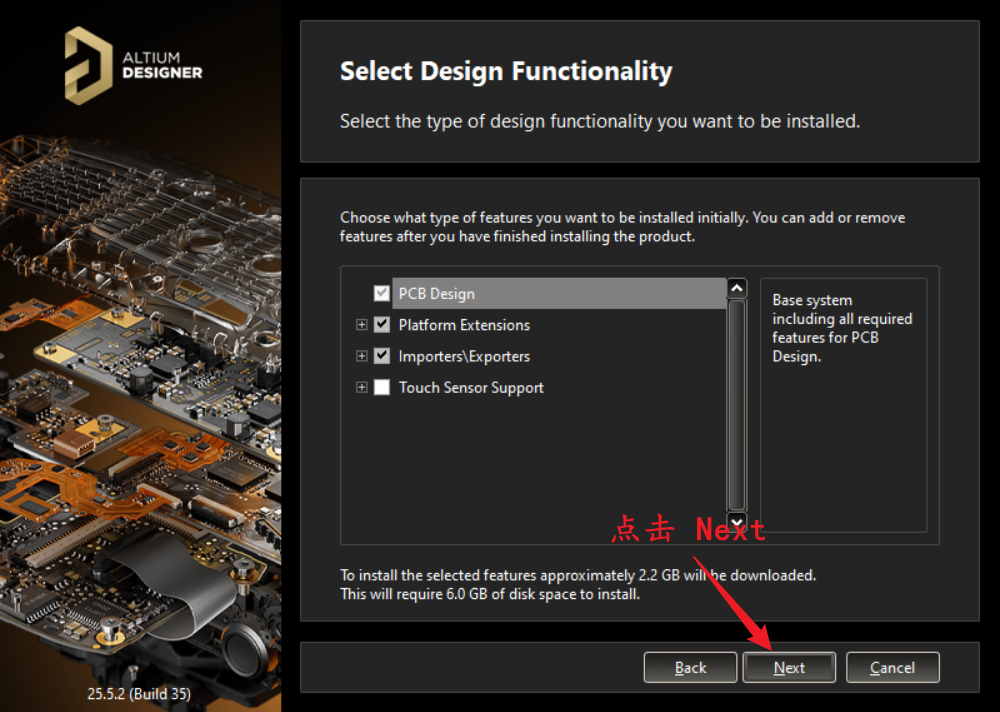 ALTIUM
DESIGNER
Select Design Functionality
Select the type of design functionality you want to be installed.
Choose what type of features you want to be installed initially. You can add or remove
features after you have finished installing the product.
PCB Design
Platform Extensions
Importers\Exporters
Touch Sensor Support
Base system
including all required
features for PCB
Design.
点击 Next
To install the selected features approximately 2.2 GB will be downloaded.
This will require 6.0 GB of disk space to install.
Back
Next
Cancel
25.5.2 (Build 35)